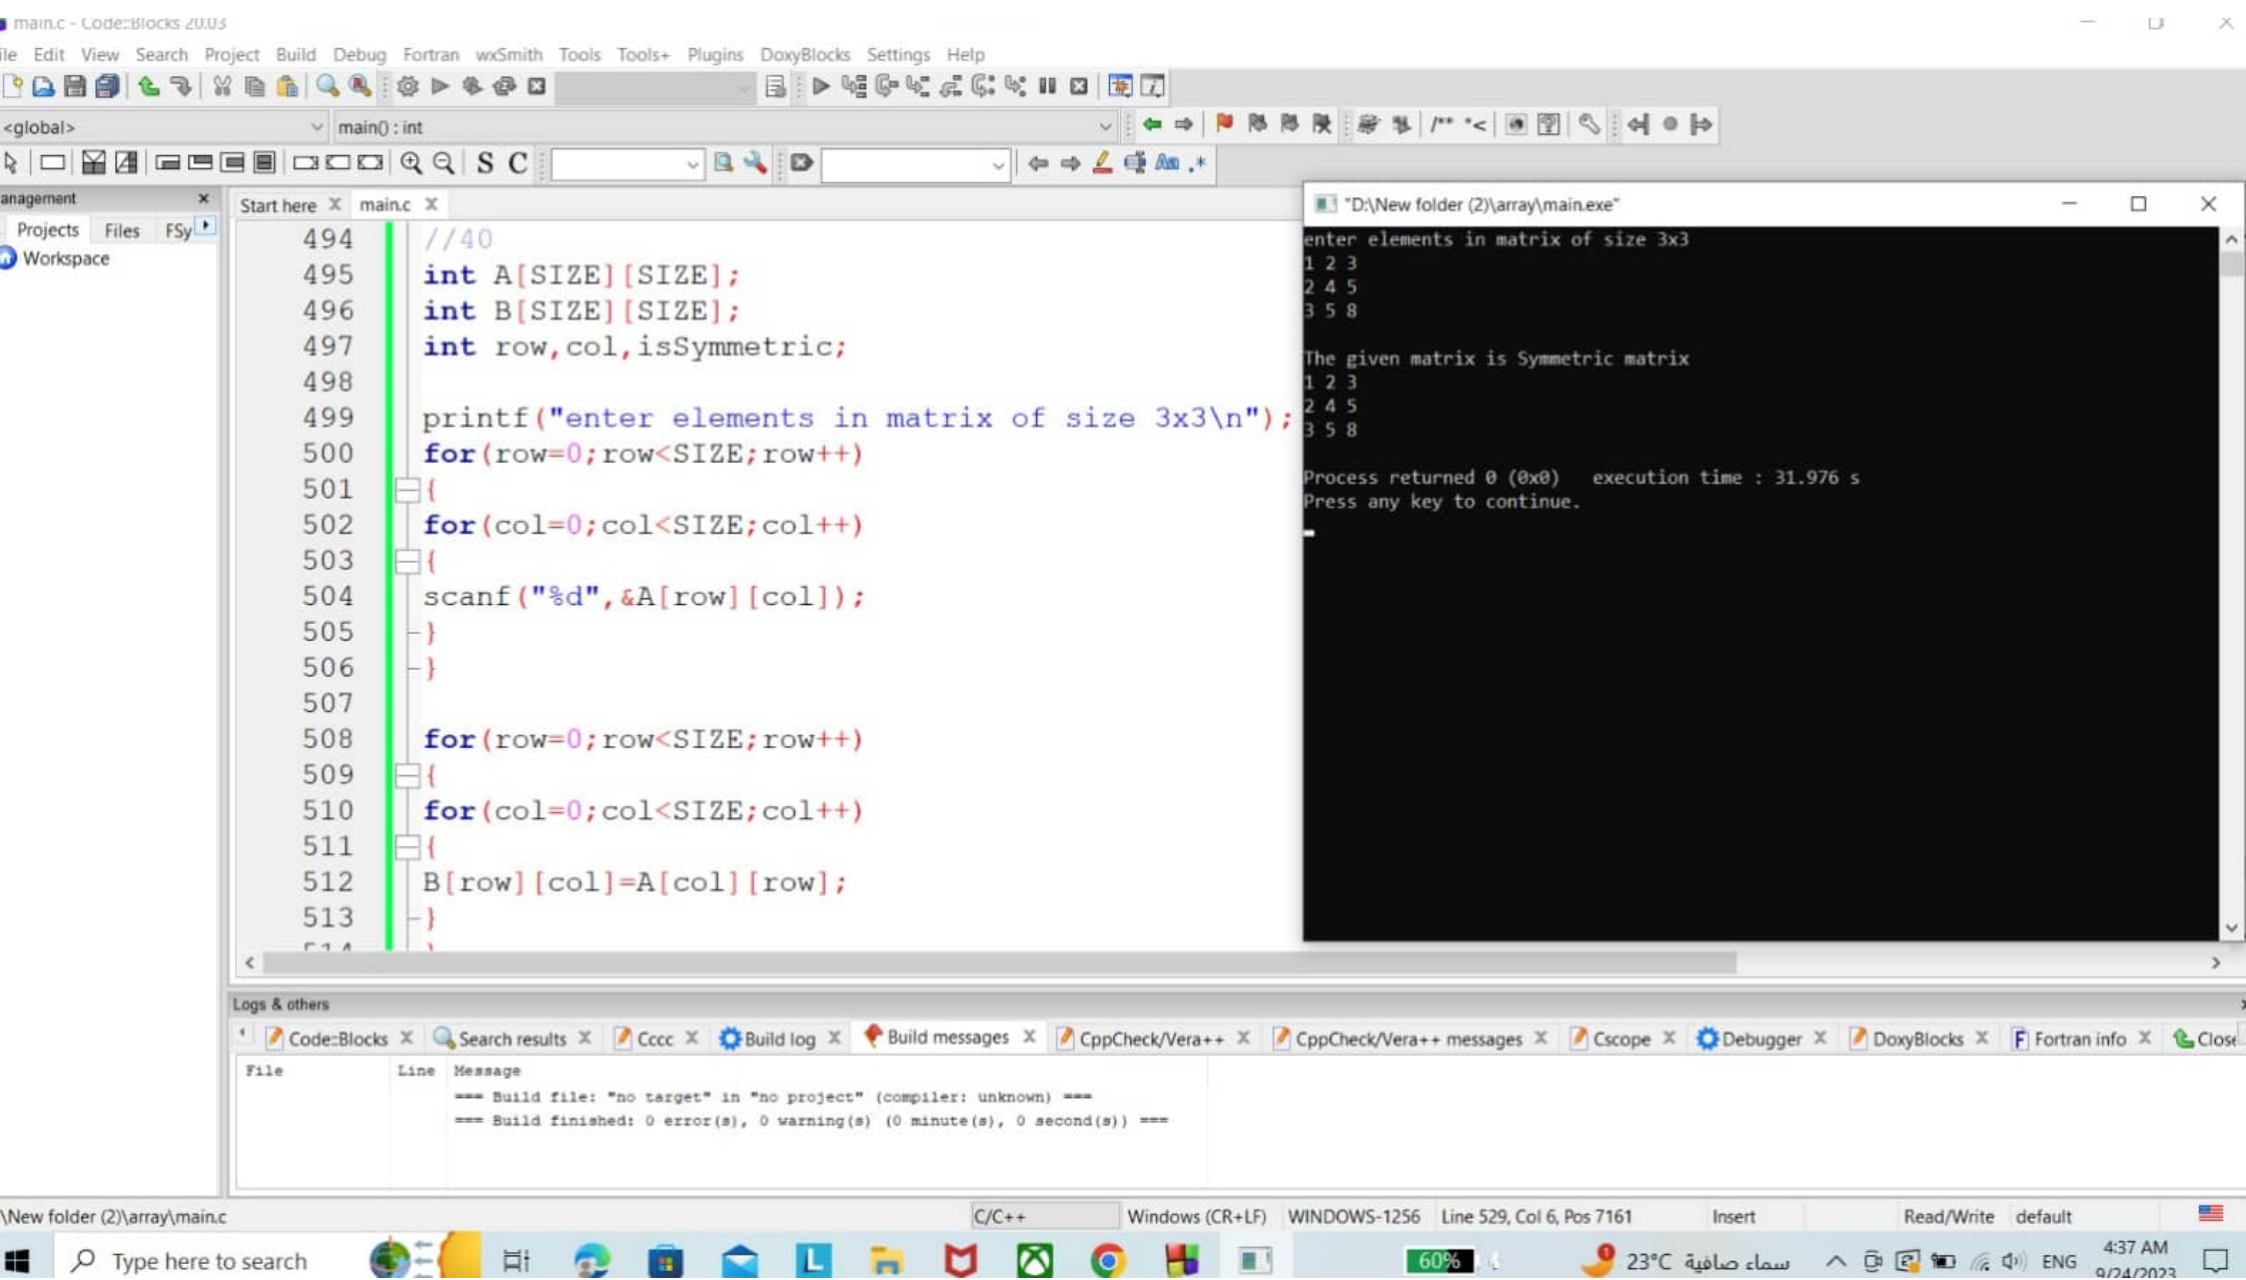 main.c - Code::Blocks 20.03
ile Edit View Search Project Build Debug Fortran wxSmith Tools Tools+ Plugins DoxyBlocks Settings Help
<global> main() : int
S C
anagement
Projects Files FSy
Workspace
Start here X main.c X
494 //40
495 int A[SIZE][SIZE];
496 int B[SIZE][SIZE];
497 int row,col,isSymmetric;
498
499 printf("enter elements in matrix of size 3x3\n");
500 for(row=0;row<SIZE;row++)
501 {
502 for(col=0;col<SIZE;col++)
503 {
504 scanf("%d",&A[row][col]);
505 }
506 }
507
508 for(row=0;row<SIZE;row++)
509 {
510 for(col=0;col<SIZE;col++)
511 {
512 B[row][col]=A[col][row];
513 }
514 }
"D:\New folder (2)\array\main.exe"
enter elements in matrix of size 3x3
1 2 3
2 4 5
3 5 8
The given matrix is Symmetric matrix
1 2 3
2 4 5
3 5 8
Process returned 0 (0x0) execution time : 31.976 s
Press any key to continue.
Logs & others
Code::Blocks X Search results X Cccc X Build log X Build messages X CppCheck/Vera++ X CppCheck/Vera++ messages X Cscope X Debugger X DoxyBlocks X Fortran info X Close
File Line Message
=== Build file: "no target" in "no project" (compiler: unknown) ===
=== Build finished: 0 error(s), 0 warning(s) (0 minute(s), 0 second(s)) ===
\New folder (2)\array\main.c C/C++ Windows (CR+LF) WINDOWS-1256 Line 529, Col 6, Pos 7161 Insert Read/Write default
Type here to search 60% 23°C سماء صافية ENG 4:37 AM
9/24/2023